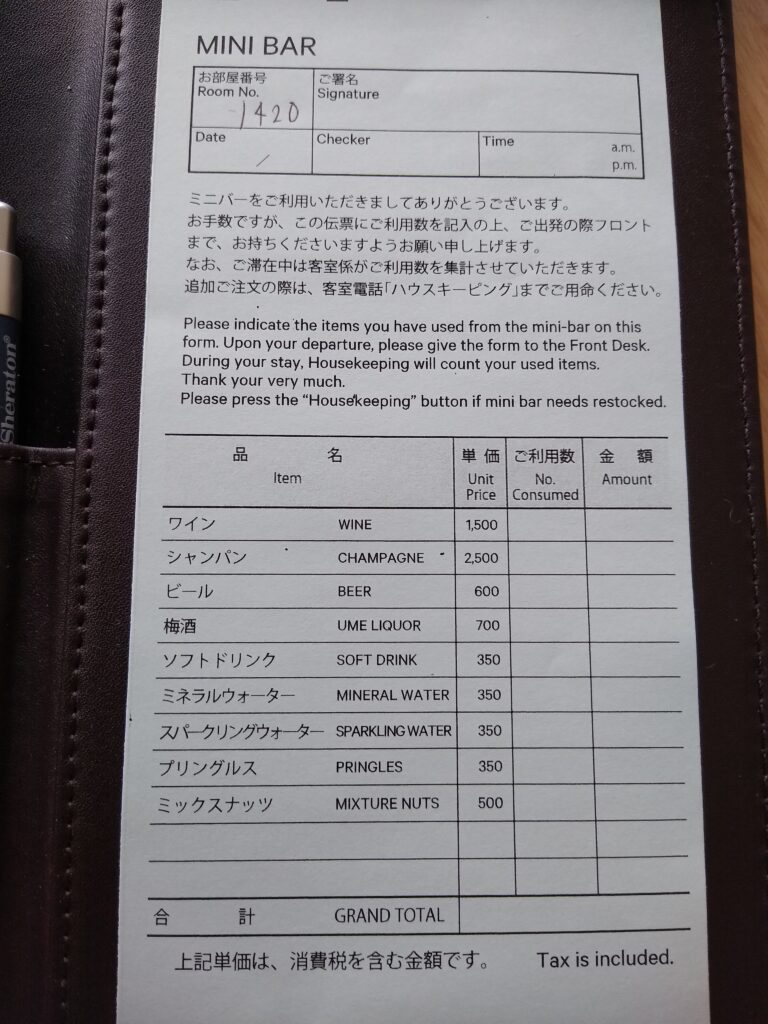 MINI BAR
お部屋番号
Room No.
1420
ご署名
Signature
Date
/
Checker
Time
a.m.
p.m.
ミニバーをご利用いただきましてありがとうございます。
お手数ですが、この伝票にご利用数を記入の上、ご出発の際フロント
まで、お持ちくださいますようお願い申し上げます。
なお、ご滞在中は客室係がご利用数を集計させていただきます。
追加ご注文の際は、客室電話「ハウスキーピング」までご用命ください。
Please indicate the items you have used from the mini-bar on this
form. Upon your departure, please give the form to the Front Desk.
During your stay, Housekeeping will count your used items.
Thank your very much.
Please press the “Housekeeping” button if mini bar needs restocked.
Sheraton®
品名 単価 ご利用数 金額
Item Unit Price No. Consumed Amount
ワイン WINE 1,500
シャンパン CHAMPAGNE 2,500
ビール BEER 600
梅酒 UME LIQUOR 700
ソフトドリンク SOFT DRINK 350
ミネラルウォーター MINERAL WATER 350
スパークリングウォーター SPARKLING WATER 350
プリングルス PRINGLES 350
ミックスナッツ MIXTURE NUTS 500
合計 GRAND TOTAL
上記単価は、消費税を含む金額です。 Tax is included.